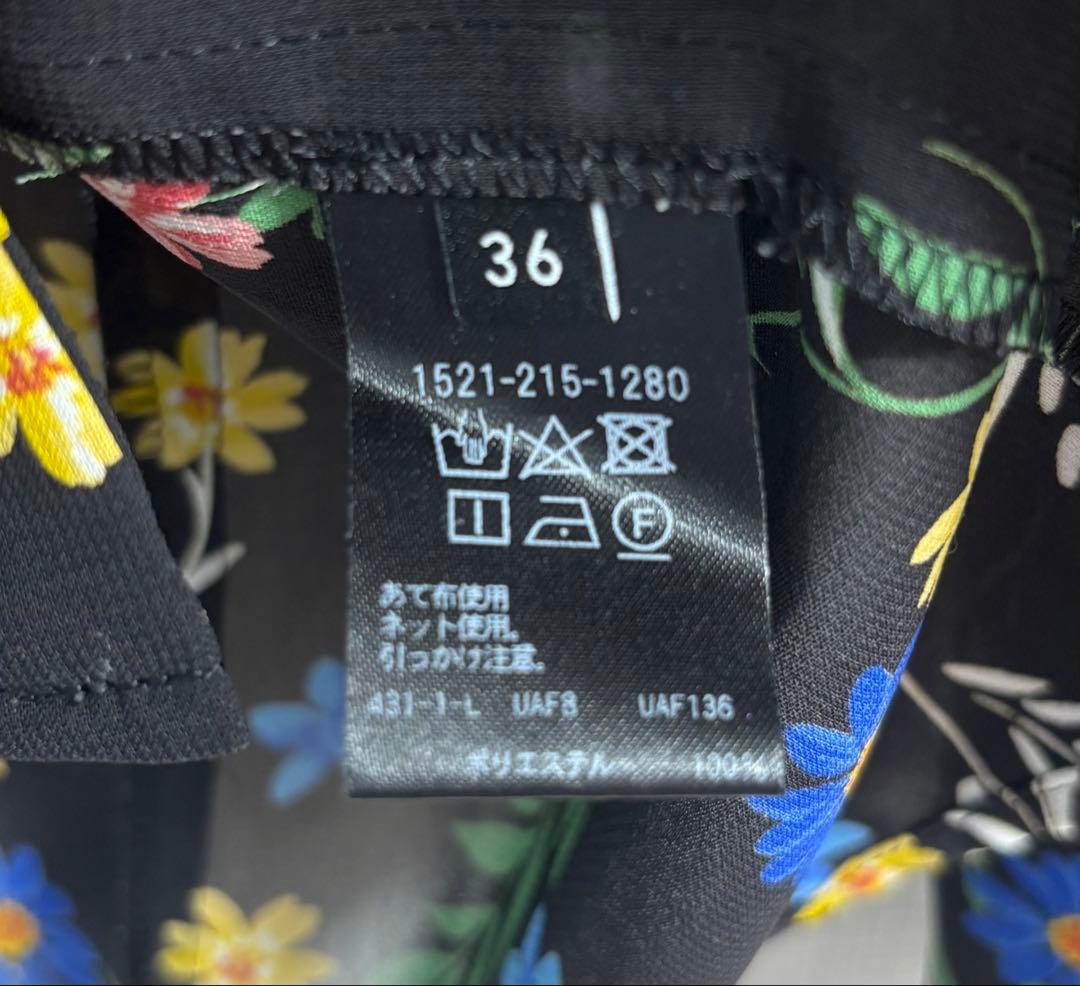 36
1521-215-1280
F
あて布使用
ネット使用。
引っかけ注意。
431-1-L UAF8 UAF136
ポリエステル 100%